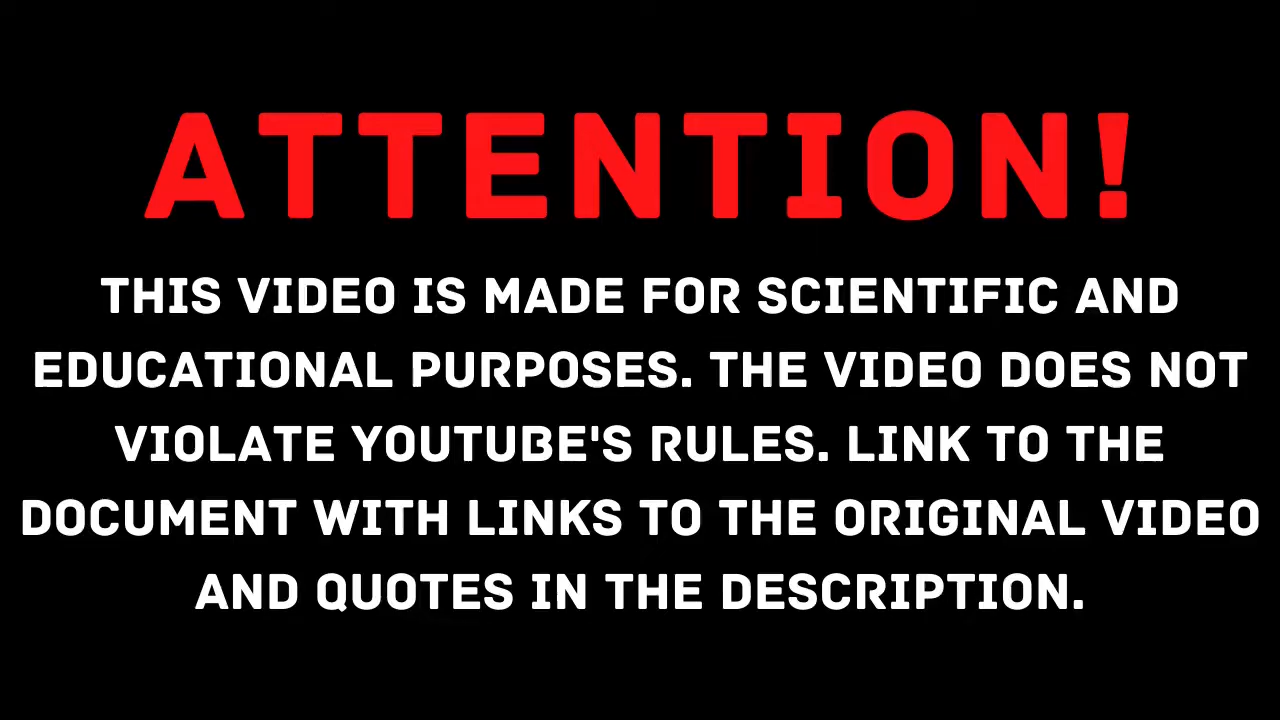 ATTENTION!
THIS VIDEO IS MADE FOR SCIENTIFIC AND
EDUCATIONAL PURPOSES. THE VIDEO DOES NOT
VIOLATE YOUTUBE'S RULES. LINK TO THE
DOCUMENT WITH LINKS TO THE ORIGINAL VIDEO
AND QUOTES IN THE DESCRIPTION.